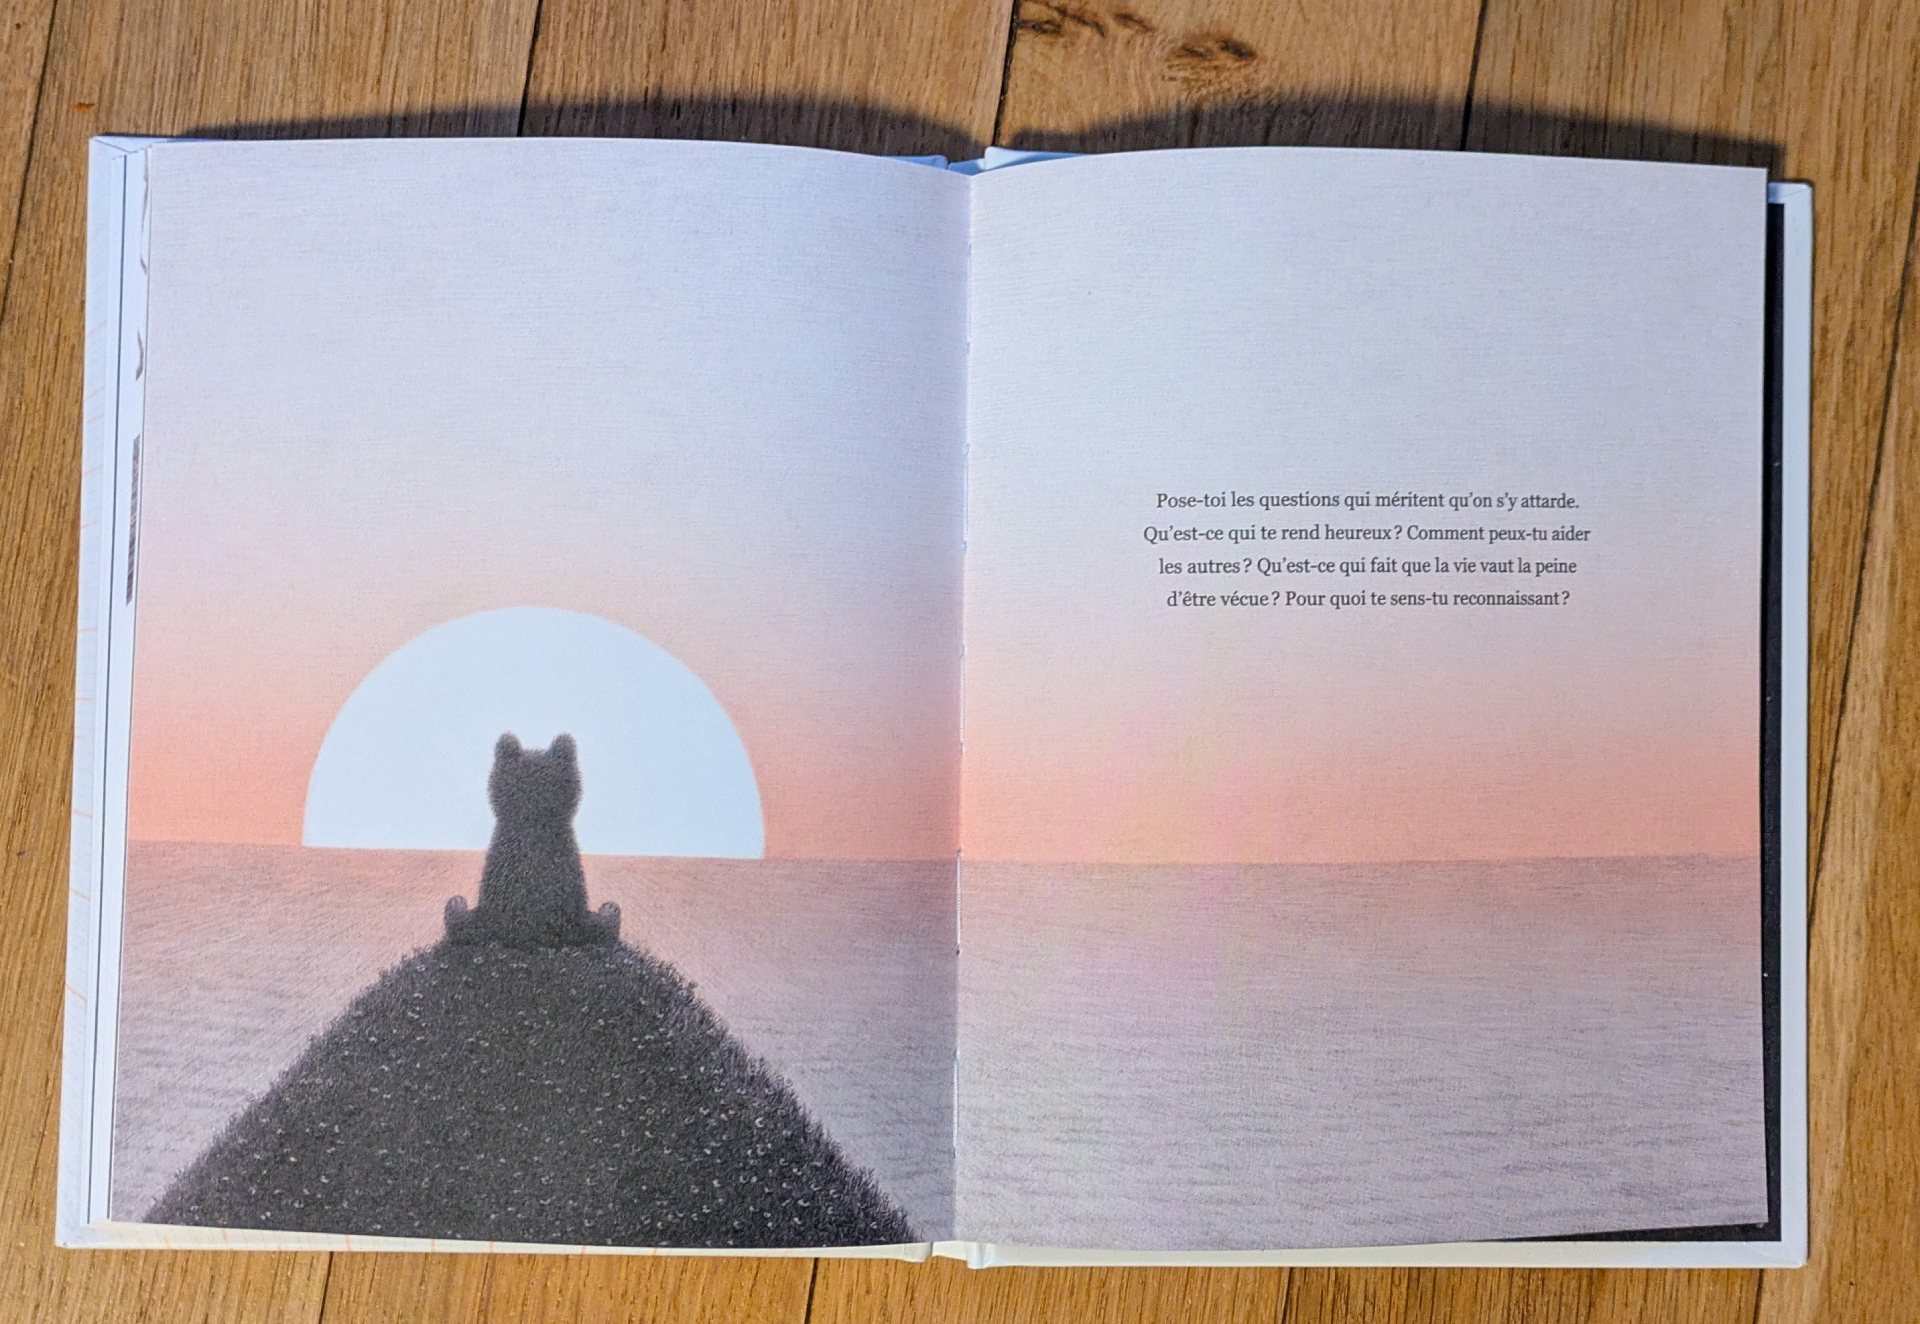 Pose-toi les questions qui méritent qu'on s'y attarde.
Qu'est-ce qui te rend heureux ? Comment peux-tu aider
les autres ? Qu'est-ce qui fait que la vie vaut la peine
d'être vécue ? Pour quoi te sens-tu reconnaissant ?